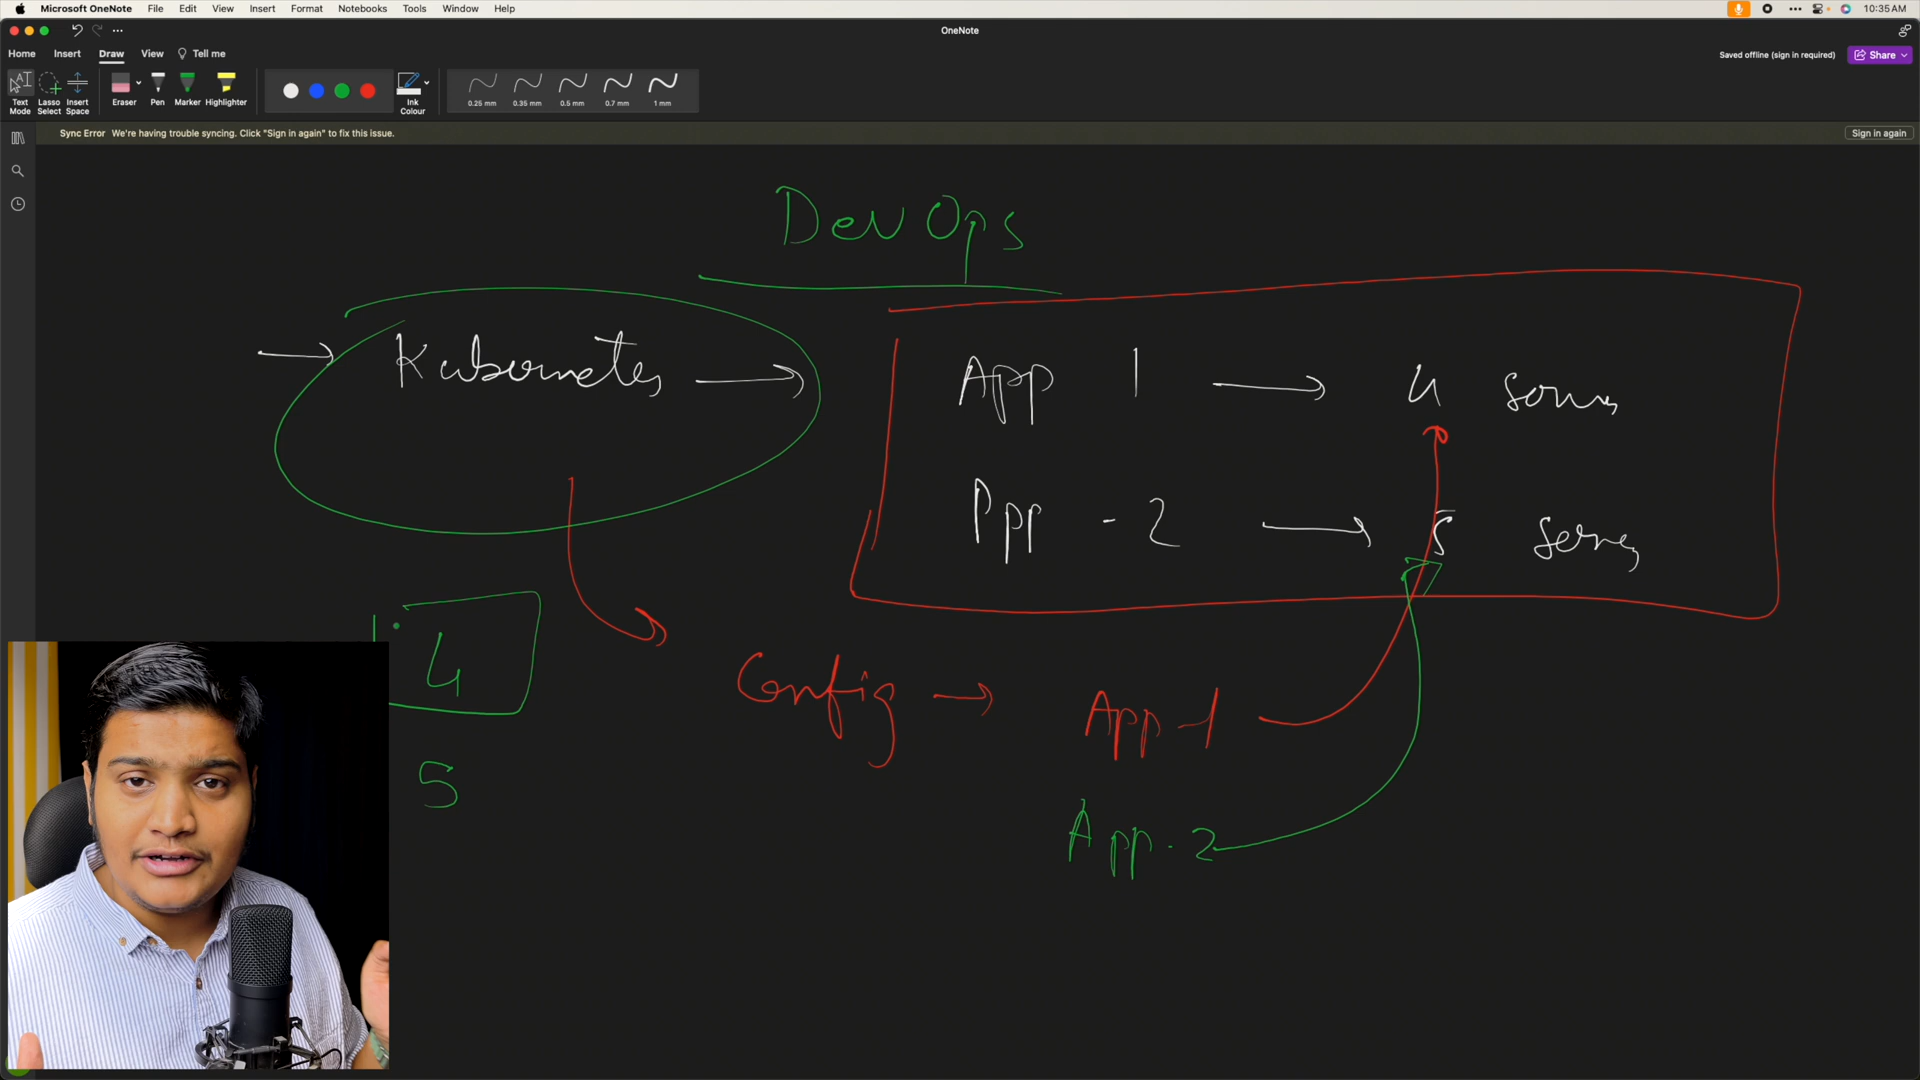 Microsoft OneNote File Edit View Insert Format Notebooks Tools Window Help 10:35 AM
OneNote
Home Insert Draw View Tell me Saved offline (sign in required) Share
Text Mode Lasso Select Insert Space Eraser Pen Marker Highlighter Ink Colour 0.25 mm 0.35 mm 0.5 mm 0.7 mm 1 mm
Sync Error We're having trouble syncing. Click "Sign in again" to fix this issue. Sign in again
DevOps
Kubernetes → App 1 → 4
App - 2 → 5
4
Config → App-1
5
App-2